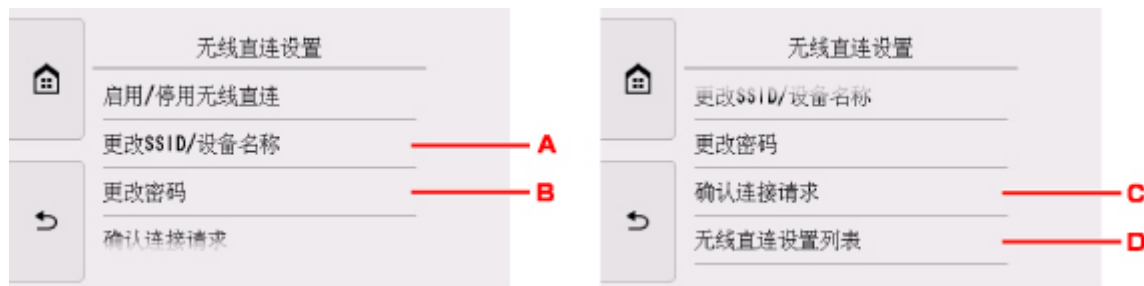 无线直连设置
启用/停用无线直连
更改SSID/设备名称
A
更改密码
B
确认连接请求
无线直连设置
更改SSID/设备名称
更改密码
确认连接请求
C
无线直连设置列表
D